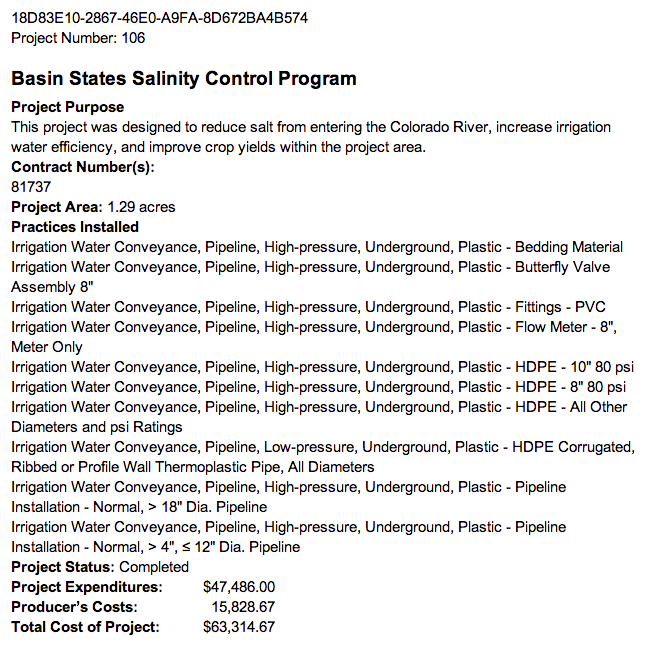 18D83E10-2867-46E0-A9FA-8D672BA4B574
Project Number: 106
Basin States Salinity Control Program
Project Purpose
This project was designed to reduce salt from entering the Colorado River, increase irrigation
water efficiency, and improve crop yields within the project area.
Contract Number(s):
81737
Project Area: 1.29 acres
Practices Installed
Irrigation Water Conveyance, Pipeline, High-pressure, Underground, Plastic - Bedding Material
Irrigation Water Conveyance, Pipeline, High-pressure, Underground, Plastic - Butterfly Valve
Assembly 8"
Irrigation Water Conveyance, Pipeline, High-pressure, Underground, Plastic - Fittings - PVC
Irrigation Water Conveyance, Pipeline, High-pressure, Underground, Plastic - Flow Meter - 8",
Meter Only
Irrigation Water Conveyance, Pipeline, High-pressure, Underground, Plastic - HDPE - 10" 80 psi
Irrigation Water Conveyance, Pipeline, High-pressure, Underground, Plastic - HDPE - 8" 80 psi
Irrigation Water Conveyance, Pipeline, High-pressure, Underground, Plastic - HDPE - All Other
Diameters and psi Ratings
Irrigation Water Conveyance, Pipeline, Low-pressure, Underground, Plastic - HDPE Corrugated,
Ribbed or Profile Wall Thermoplastic Pipe, All Diameters
Irrigation Water Conveyance, Pipeline, High-pressure, Underground, Plastic - Pipeline
Installation - Normal, > 18" Dia. Pipeline
Irrigation Water Conveyance, Pipeline, High-pressure, Underground, Plastic - Pipeline
Installation - Normal, > 4", ≤ 12" Dia. Pipeline
Project Status: Completed
Project Expenditures: $47,486.00
Producer’s Costs: 15,828.67
Total Cost of Project: $63,314.67